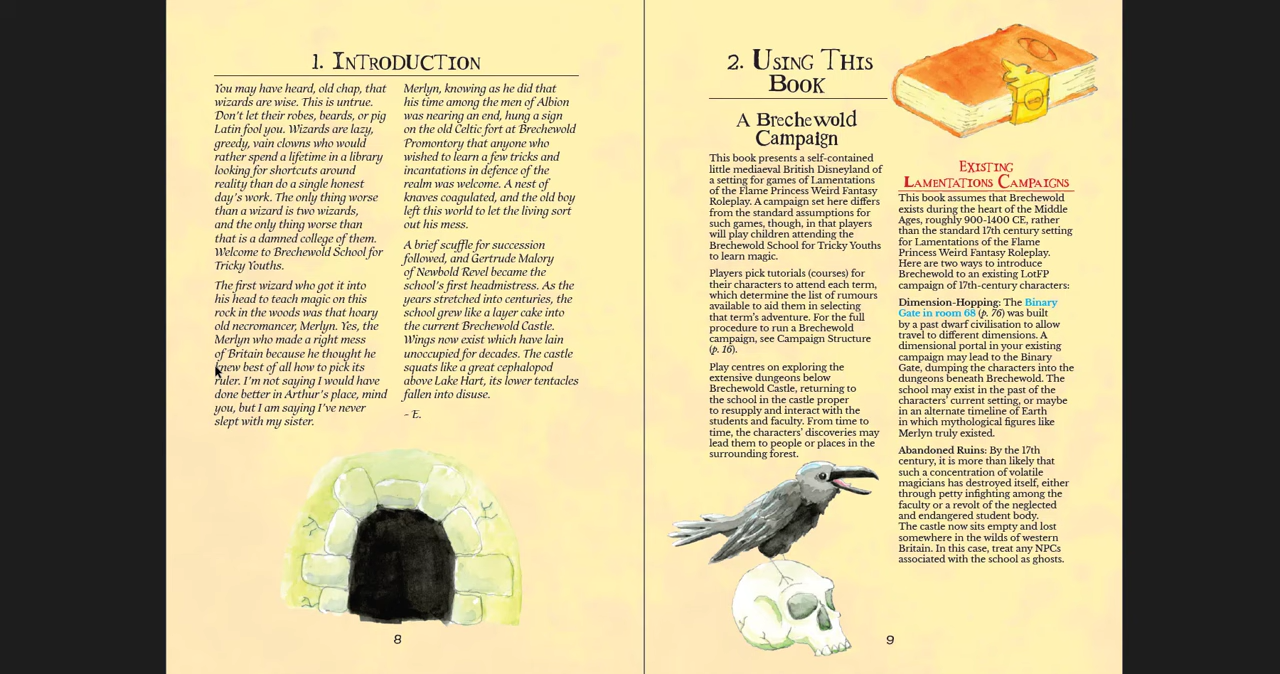 1. Introduction
You may have heard, old chap, that
wizards are wise. This is untrue.
Don't let their robes, beards, or pig
Latin fool you. Wizards are lazy,
greedy, vain clowns who would
rather spend a lifetime in a library
looking for shortcuts around
reality than do a single honest
day's work. The only thing worse
than a wizard is two wizards,
and the only thing worse than
that is a damned college of them.
Welcome to Brechewold School for
Tricky Youths.
The first wizard who got it into
his head to teach magic on this
rock in the woods was that hoary
old necromancer, Merlyn. Yes, the
Merlyn who made a right mess
of Britain because he thought he
knew best of all how to pick its
ruler. I'm not saying I would have
done better in Arthur's place, mind
you, but I am saying I've never
slept with my sister.
Merlyn, knowing as he did that
his time among the men of Albion
was nearing an end, hung a sign
on the old Celtic fort at Brechewold
Promontory that anyone who
wished to learn a few tricks and
incantations in defence of the
realm was welcome. A nest of
knaves coagulated, and the old boy
left this world to let the living sort
out his mess.
A brief scuffle for succession
followed, and Gertrude Malory
of Newbold Revel became the
school's first headmistress. As the
years stretched into centuries, the
school grew like a layer cake into
the current Brechewold Castle.
Wings now exist which have lain
unoccupied for decades. The castle
squats like a great cephalopod
above Lake Hart, its lower tentacles
fallen into disuse.
~ E.
8
2. Using This
Book
A Brechewold
Campaign
This book presents a self-contained
little mediaeval British Disneyland of
a setting for games of Lamentations
of the Flame Princess Weird Fantasy
Roleplay. A campaign set here differs
from the standard assumptions for
such games, though, in that players
will play children attending the
Brechewold School for Tricky Youths
to learn magic.
Players pick tutorials (courses) for
their characters to attend each term,
which determine the list of rumours
available to aid them in selecting
that term's adventure. For the full
procedure to run a Brechewold
campaign, see Campaign Structure
(p. 16).
Play centres on exploring the
extensive dungeons below
Brechewold Castle, returning to
the school in the castle proper
to resupply and interact with the
students and faculty. From time to
time, the characters' discoveries may
lead them to people or places in the
surrounding forest.
Existing
Lamentations Campaigns
This book assumes that Brechewold
exists during the heart of the Middle
Ages, roughly 900-1400 CE, rather
than the standard 17th century setting
for Lamentations of the Flame
Princess Weird Fantasy Roleplay.
Here are two ways to introduce
Brechewold to an existing LotFP
campaign of 17th-century characters:
Dimension-Hopping: The Binary
Gate in room 68 (p. 76) was built
by a past dwarf civilisation to allow
travel to different dimensions. A
dimensional portal in your existing
campaign may lead to the Binary
Gate, dumping the characters into the
dungeons beneath Brechewold. The
school may exist in the past of the
characters' current setting, or maybe
in an alternate timeline of Earth
in which mythological figures like
Merlyn truly existed.
Abandoned Ruins: By the 17th
century, it is more than likely that
such a concentration of volatile
magicians has destroyed itself, either
through petty infighting among the
faculty or a revolt of the neglected
and endangered student body.
The castle now sits empty and lost
somewhere in the wilds of western
Britain. In this case, treat any NPCs
associated with the school as ghosts.
9